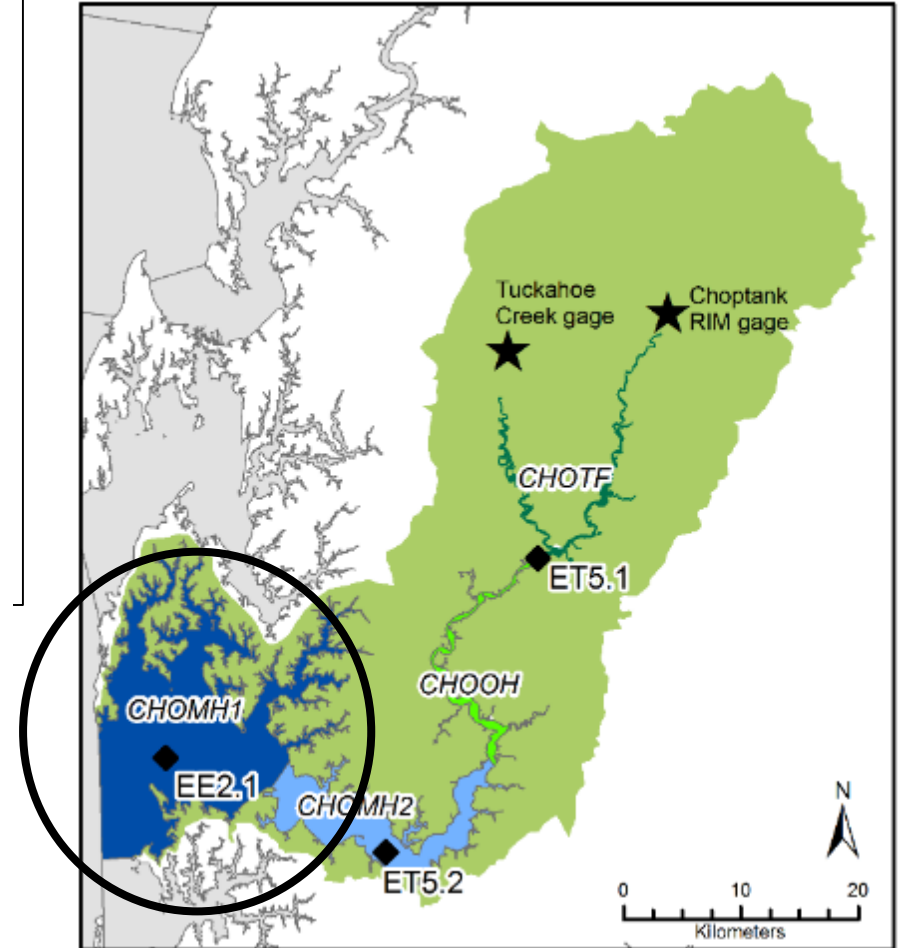 Tuckahoe
Creek gage
Choptank
RIM gage
CHOTF
ET5.1
CHOOH
CHOMH1
EE2.1
CHOMH2
ET5.2
N
0 10 20
Kilometers